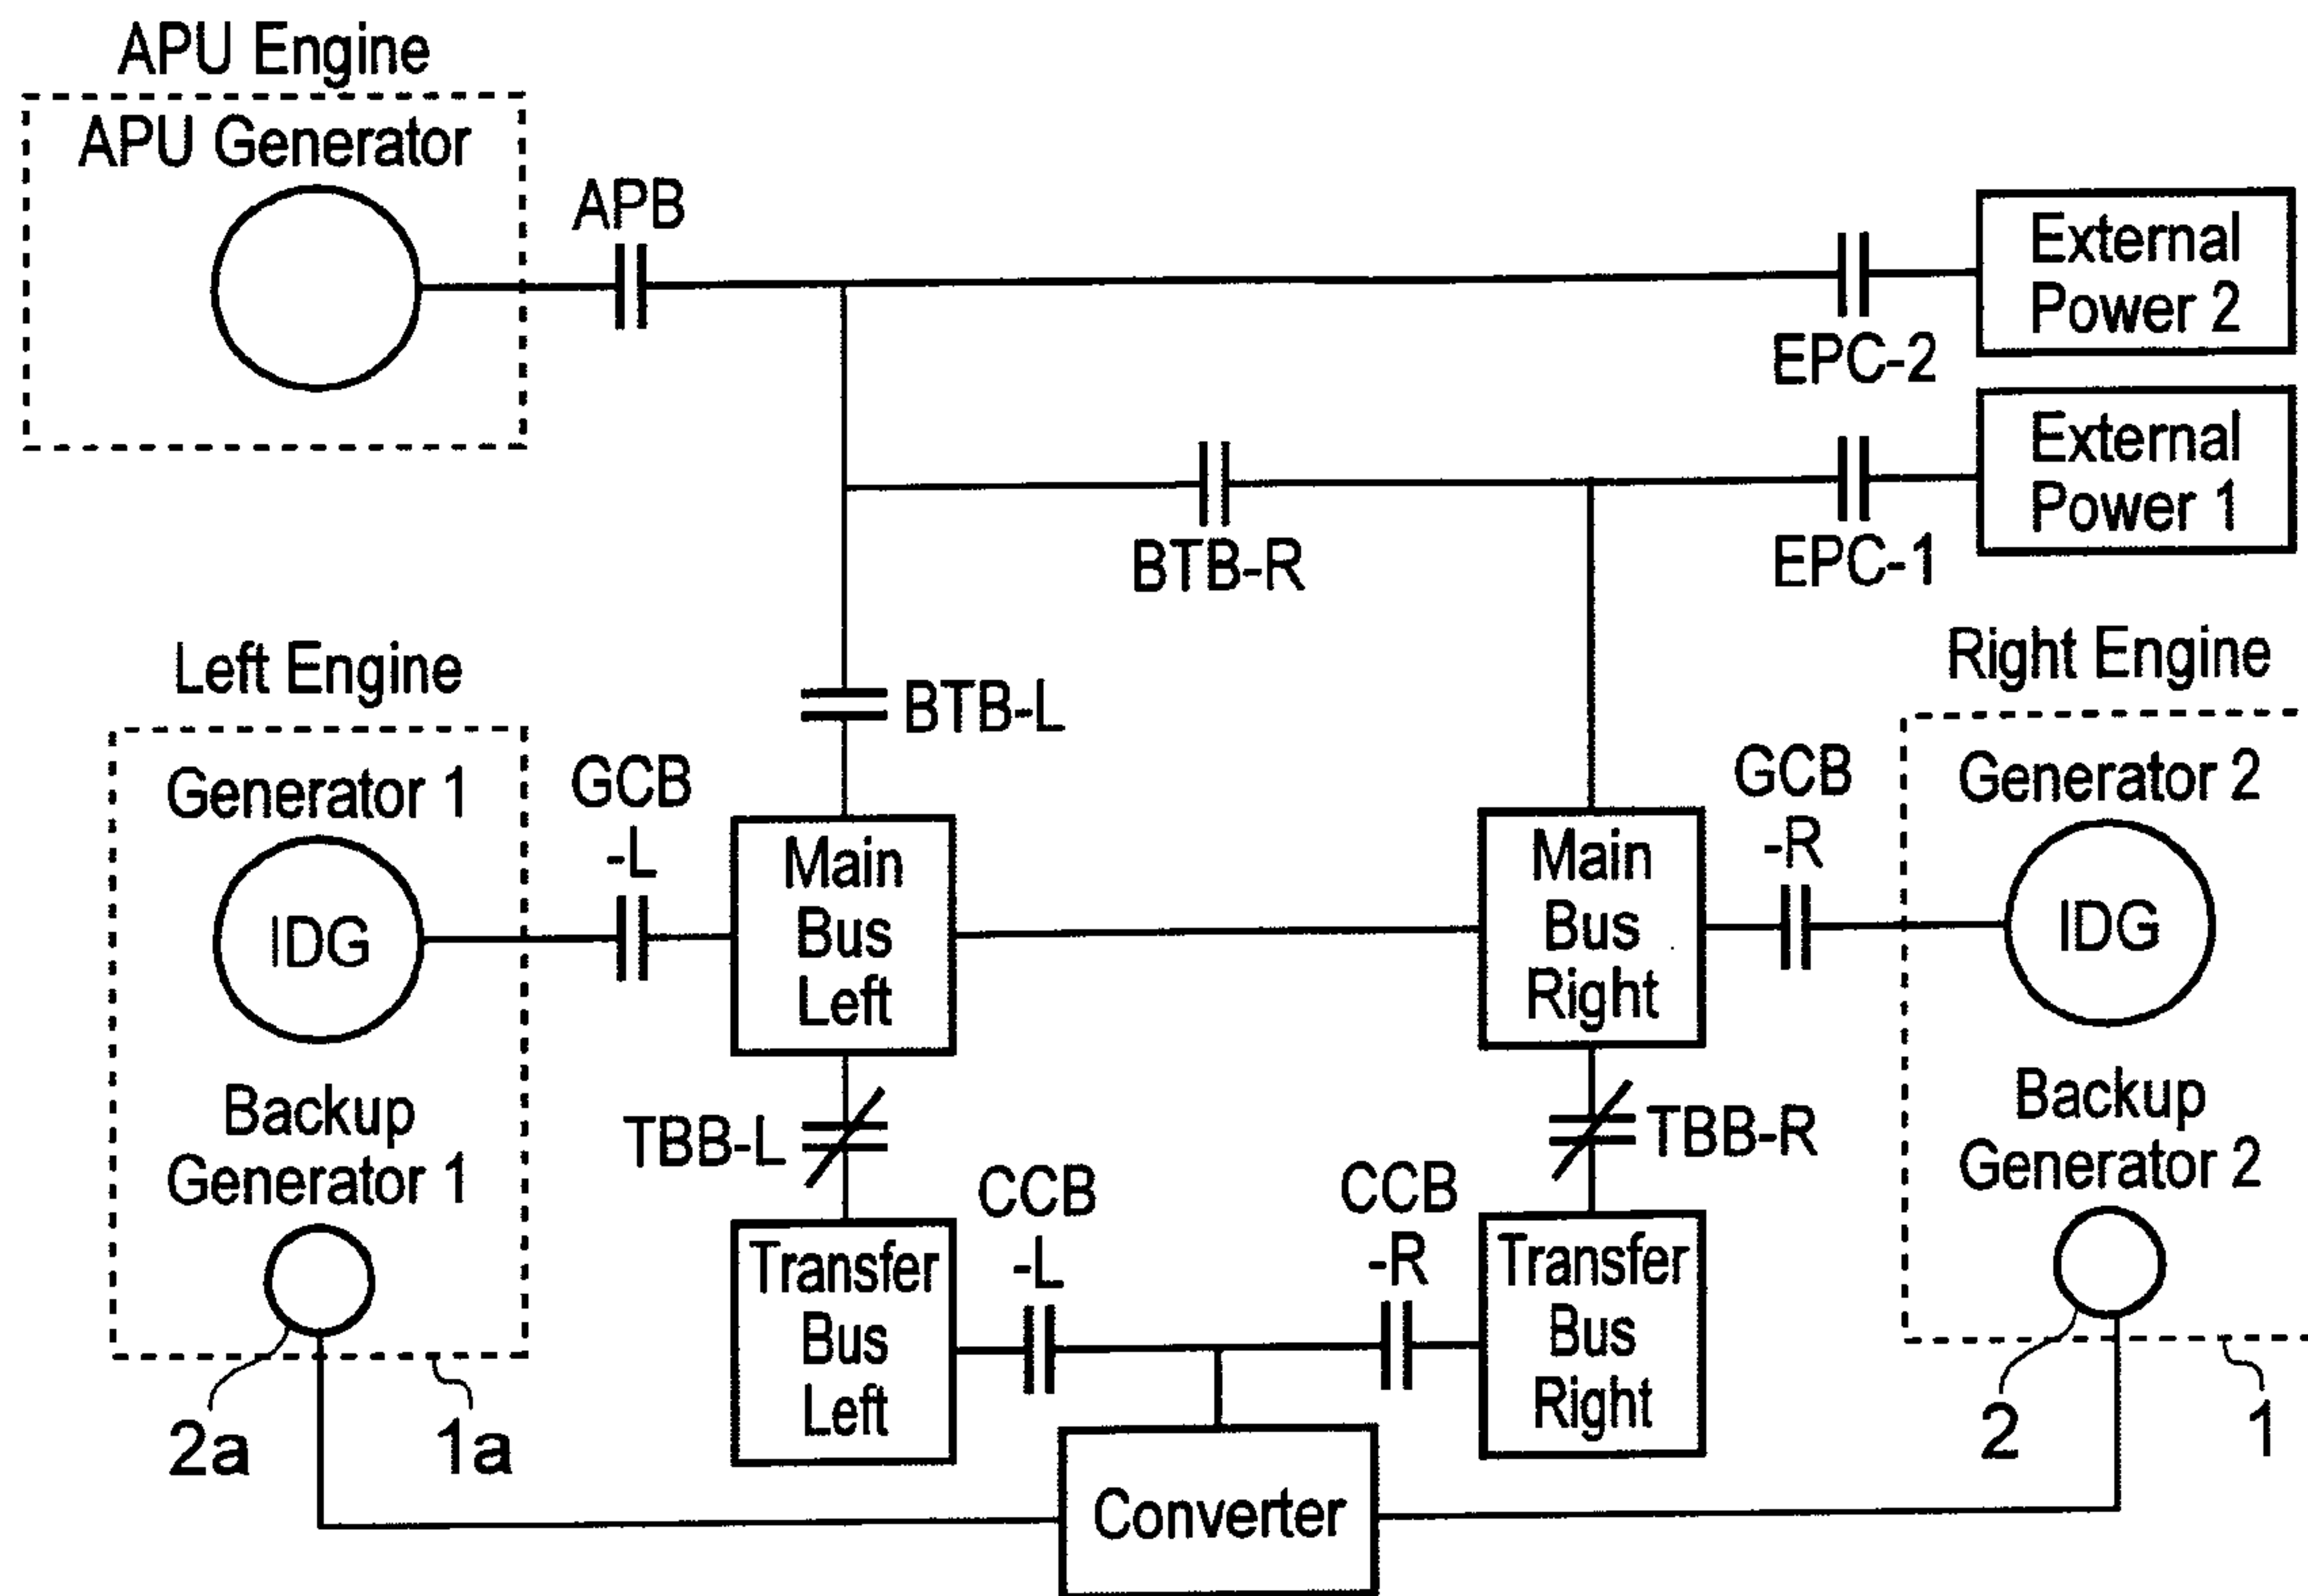 APU Engine
APU Generator
APB
External
Power 2
EPC-2
External
Power 1
EPC-1
BTB-R
Left Engine
Right Engine
BTB-L
Generator 1
GCB
-L
IDG
Main
Bus
Left
Main
Bus
Right
GCB
-R
Generator 2
IDG
Backup
Generator 1
TBB-L
TBB-R
Backup
Generator 2
CCB
-L
CCB
-R
Transfer
Bus
Left
Transfer
Bus
Right
2a
1a
Converter
2
1